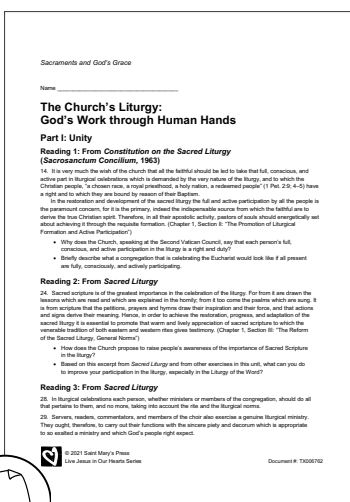 Sacraments and God's Grace
Name
The Church's Liturgy:
God's Work through Human Hands
Part I: Unity
Reading 1: From Constitution on the Sacred Liturgy
(Sacrosanctum Concilium, 1963)
14. It is very much the wish of the church that all the faithful should be led to take that full, conscious, and
active part in liturgical celebrations which is demanded by the very nature of the liturgy, and to which the
Christian people, "a chosen race, a royal priesthood, a holy nation, a redeemed people" (1 Pet. 2:9; 4–5) have
a right and to which they are bound by reason of their Baptism.
In the restoration and development of the sacred liturgy the full and active participation by all the people is
the paramount concern, for it is the primary, indeed the indispensable source from which the faithful are to
derive the true Christian spirit. Therefore, in all their apostolic activity, pastors of souls should energetically set
about achieving it through the requisite formation. (Chapter 1, Section II: "The Promotion of Liturgical
Formation and Active Participation")
• Why does the Church, speaking at the Second Vatican Council, say that each person's full,
conscious, and active participation in the liturgy is a right and duty?
• Briefly describe what a congregation that is celebrating the Eucharist would look like if all present
are fully, consciously, and actively participating.
Reading 2: From Sacred Liturgy
24. Sacred scripture is of the greatest importance in the celebration of the liturgy. For from it are drawn the
lessons which are read and which are explained in the homily; from it too come the psalms which are sung. It
is from scripture that the petitions, prayers and hymns draw their inspiration and their force, and that actions
and signs derive their meaning. Hence, in order to achieve the restoration, progress, and adaptation of the
sacred liturgy it is essential to promote that warm and lively appreciation of sacred scripture to which the
venerable tradition of both eastern and western rites gives testimony. (Chapter 1, Section III: "The Reform
of the Sacred Liturgy, General Norms")
• How does the Church propose to raise people's awareness of the importance of Sacred Scripture
in the liturgy?
• Based on this excerpt from Sacred Liturgy and from other exercises in this unit, what can you do
to improve your participation in the liturgy, especially in the Liturgy of the Word?
Reading 3: From Sacred Liturgy
28. In liturgical celebrations each person, whether ministers or members of the congregation, should do all
that pertains to them, and no more, taking into account the rite and the liturgical norms.
29. Servers, readers, commentators, and members of the choir also exercise a genuine liturgical ministry.
They ought, therefore, to carry out their functions with the sincere piety and decorum which is appropriate
to so exalted a ministry and which God's people right expect.
© 2021 Saint Mary's Press
Live Jesus in Our Hearts Series
Document #: TX006762